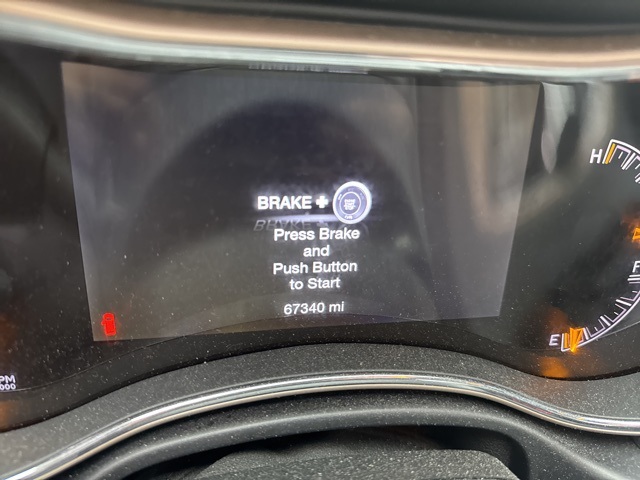 BRAKE +
Press Brake
and
Push Button
to Start
67340 mi
H
F
E